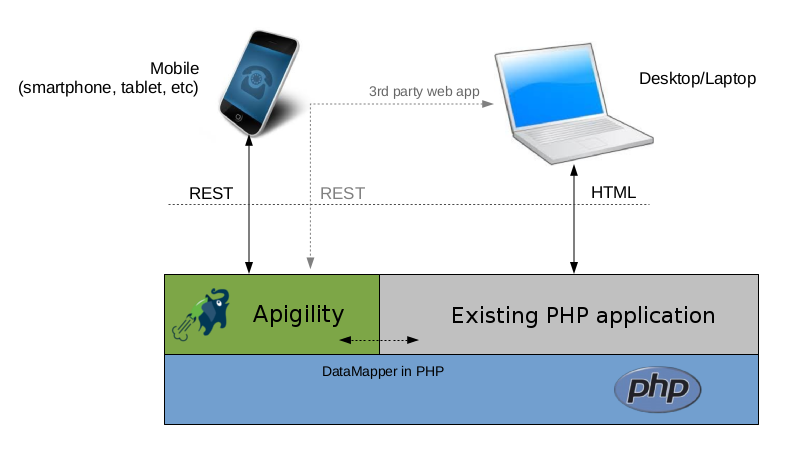 Mobile
(smartphone, tablet, etc)
3rd party web app
Desktop/Laptop
REST
REST
HTML
Apigility
Existing PHP application
DataMapper in PHP
php